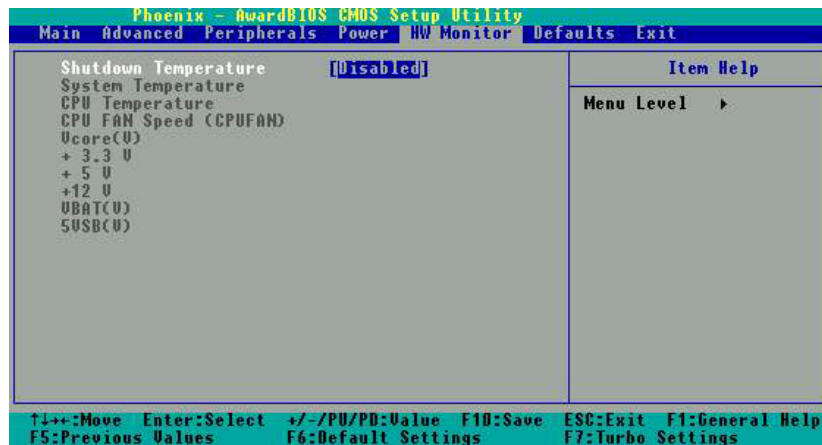 Phoenix - AwardBIOS CMOS Setup Utility
Main Advanced Peripherals Power HW Monitor Defaults Exit
Shutdown Temperature [Disabled]
System Temperature
CPU Temperature
CPU FAN Speed (CPUFAN)
Vcore(V)
+ 3.3 V
+ 5 V
+12 V
VBAT(V)
5VSB(V)
Item Help
Menu Level ▸
↑↓→←:Move Enter:Select +/-/PU/PD:Value F10:Save ESC:Exit F1:General Help
F5:Previous Values F6:Default Settings F7:Turbo Settings